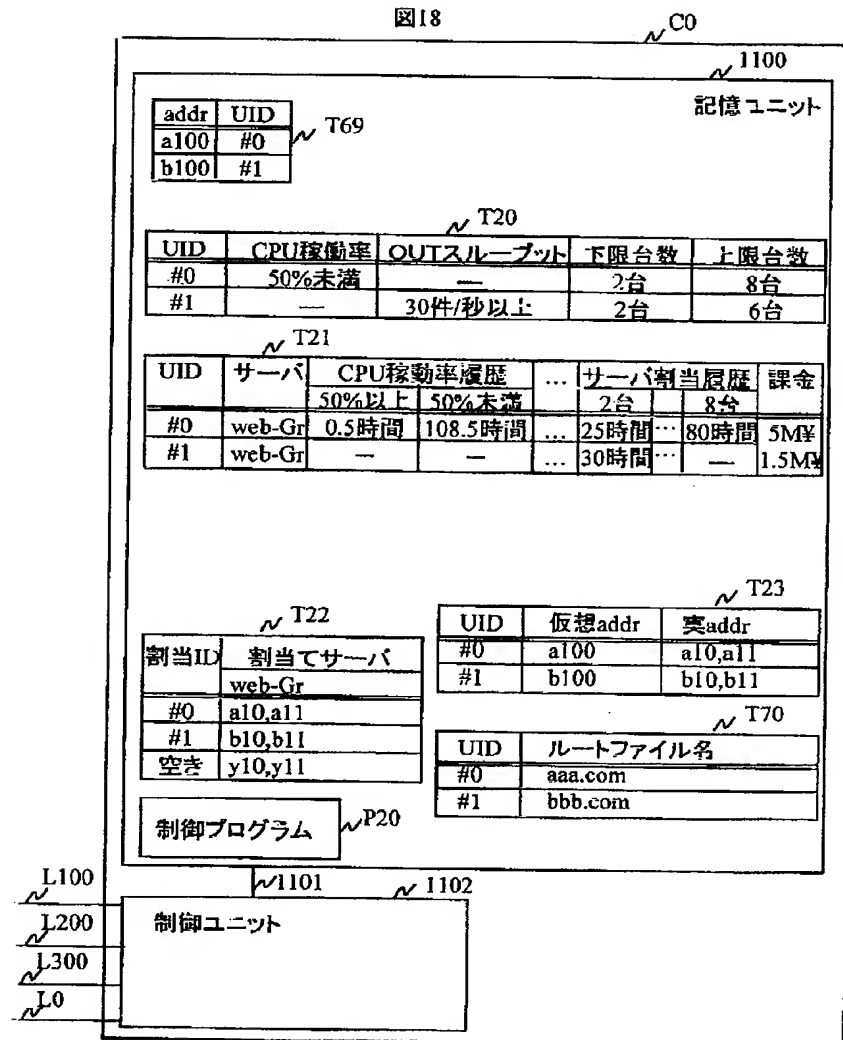 図18
C0
1100
記憶ユニット
addr UID
a100 #0
b100 #1
T69
T20
UID CPU稼働率 OUTスループット 下限台数 上限台数
#0 50%未満 — 2台 8台
#1 — 30件/秒以上 2台 6台
T21
UID サーバ CPU稼動率履歴 … サーバ割当履歴 課金
50%以上 50%未満 2台 8台
#0 web-Gr 0.5時間 108.5時間 … 25時間 … 80時間 5M¥
#1 web-Gr — — … 30時間 … — 1.5M¥
T22
割当ID 割当てサーバ
web-Gr
#0 a10,a11
#1 b10,b11
空き y10,y11
T23
UID 仮想addr 実addr
#0 a100 a10,a11
#1 b100 b10,b11
T70
UID ルートファイル名
#0 aaa.com
#1 bbb.com
制御プログラム
P20
1101
1102
制御ユニット
L100
L200
L300
L0